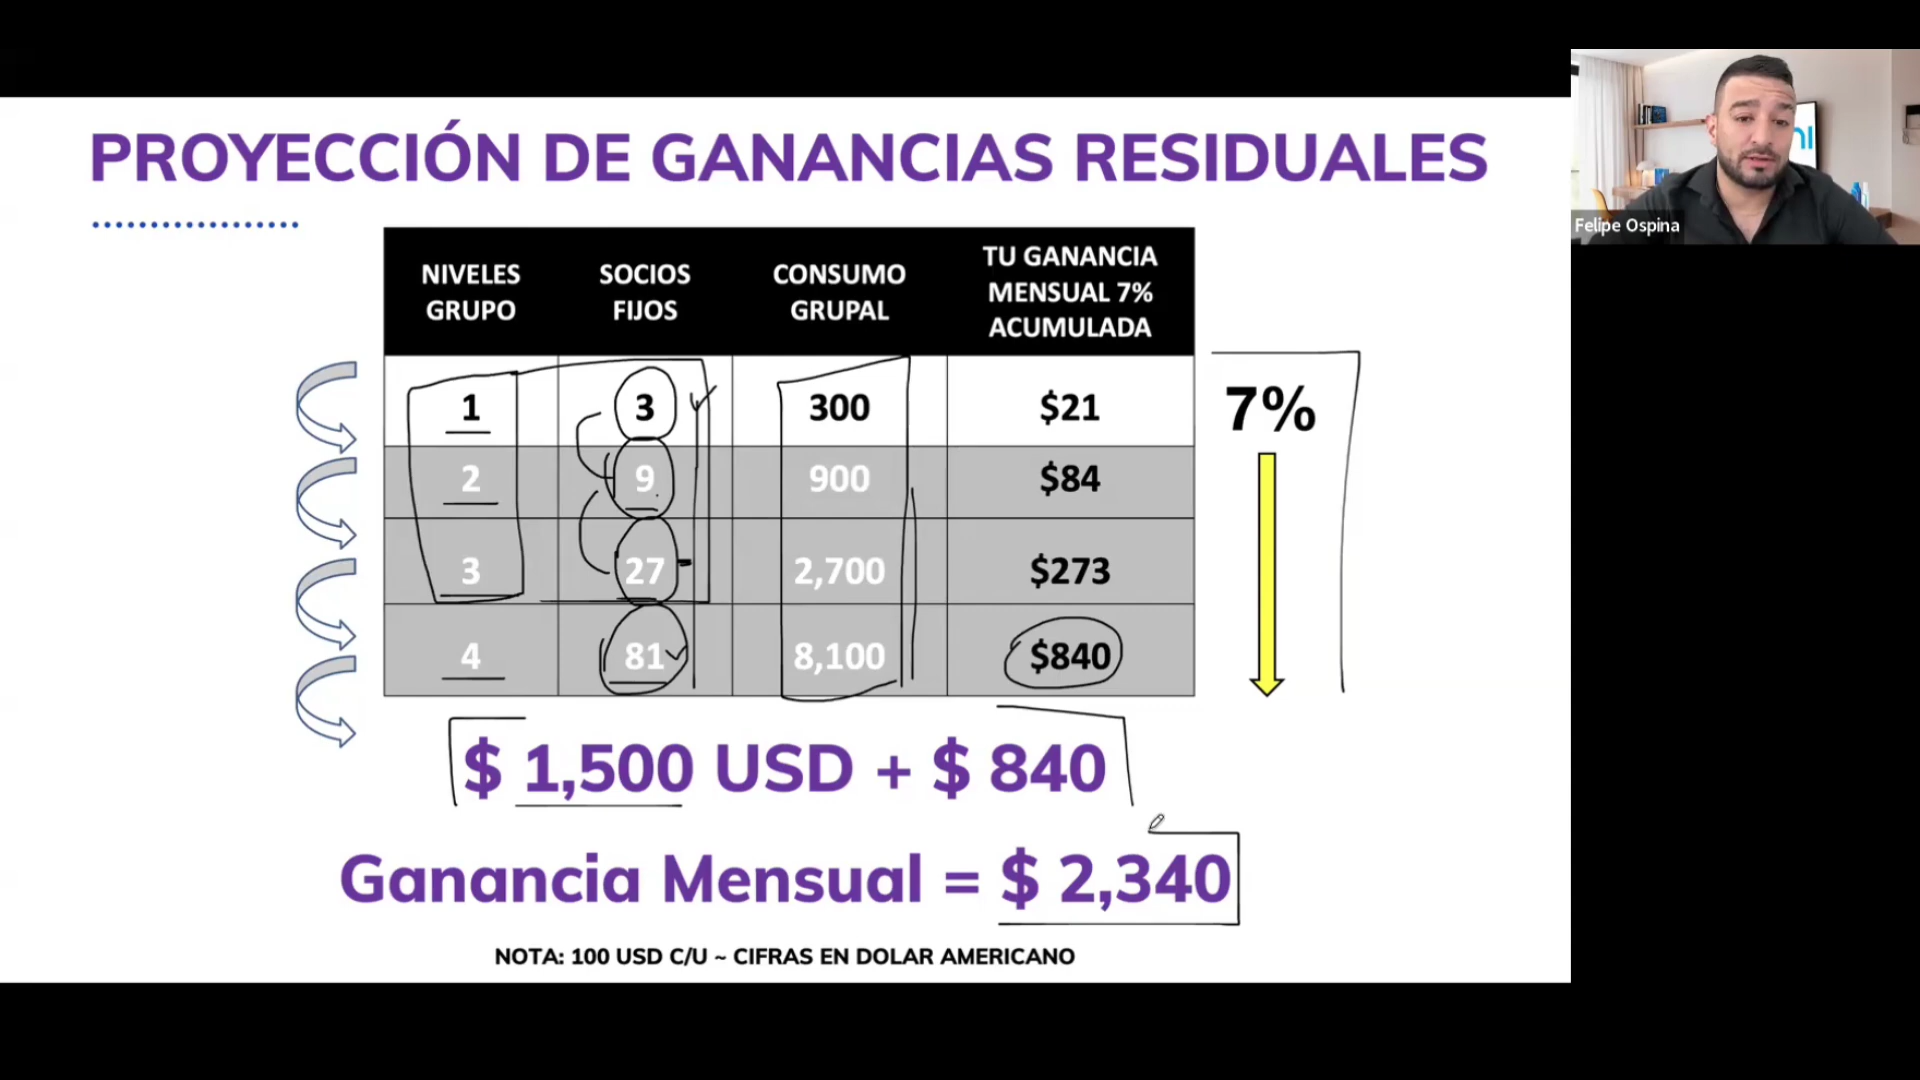 PROYECCIÓN DE GANANCIAS RESIDUALES
NIVELES GRUPO
SOCIOS FIJOS
CONSUMO GRUPAL
TU GANANCIA MENSUAL 7% ACUMULADA
1 3 300 $21
7%
2 9 900 $84
3 27 2,700 $273
4 81 8,100 $840
$ 1,500 USD + $ 840
Ganancia Mensual = $ 2,340
NOTA: 100 USD C/U ~ CIFRAS EN DOLAR AMERICANO
Felipe Ospina